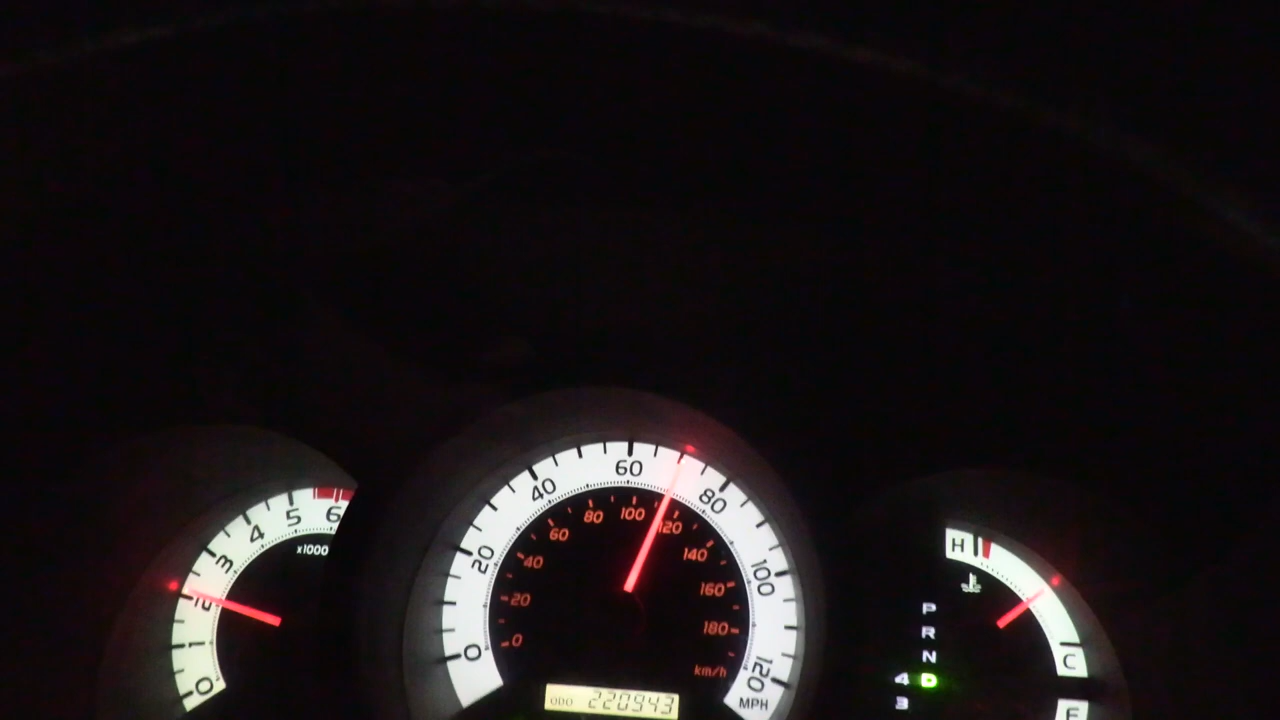 0 1 2 3 4 5 6
x1000
0 20 40 60 80 100 120
MPH
0 20 40 60 80 100 120 140 160 180
km/h
ODO 220943
H
C
F
P
R
N
4 D
3